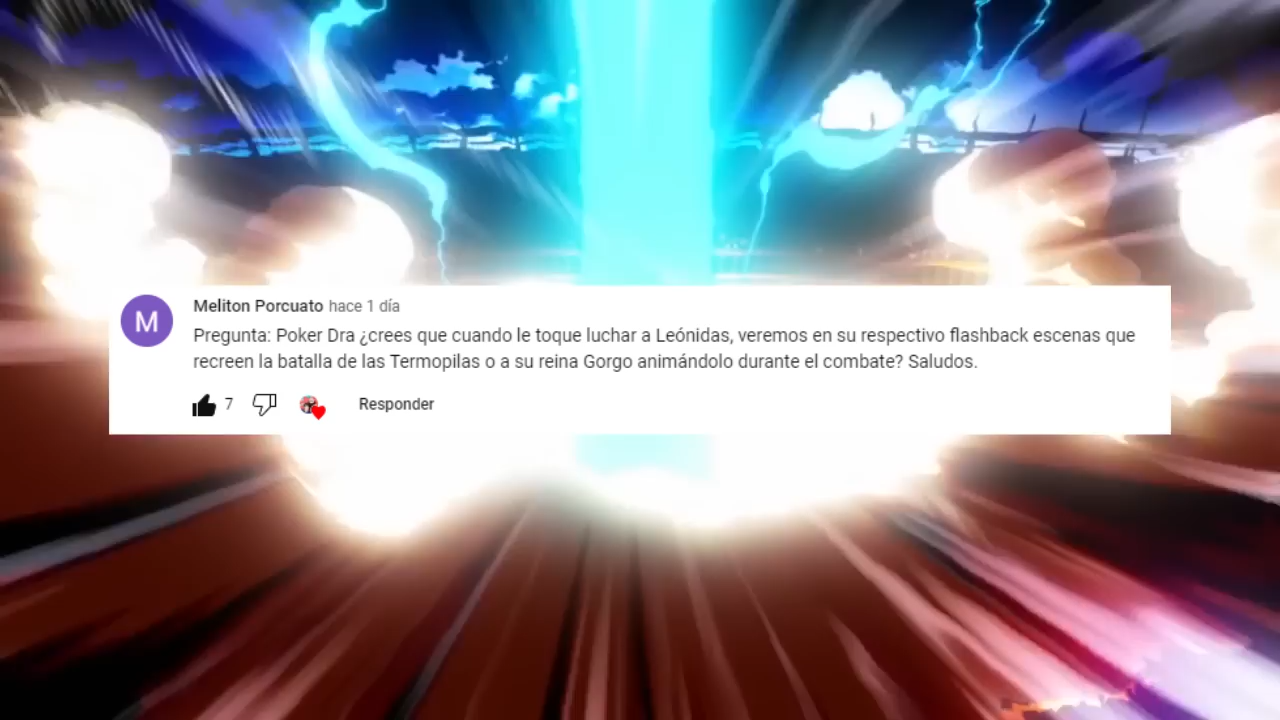 M
Meliton Porcuato hace 1 día
Pregunta: Poker Dra ¿crees que cuando le toque luchar a Leónidas, veremos en su respectivo flashback escenas que
recreen la batalla de las Termopilas o a su reina Gorgo animándolo durante el combate? Saludos.
7 Responder